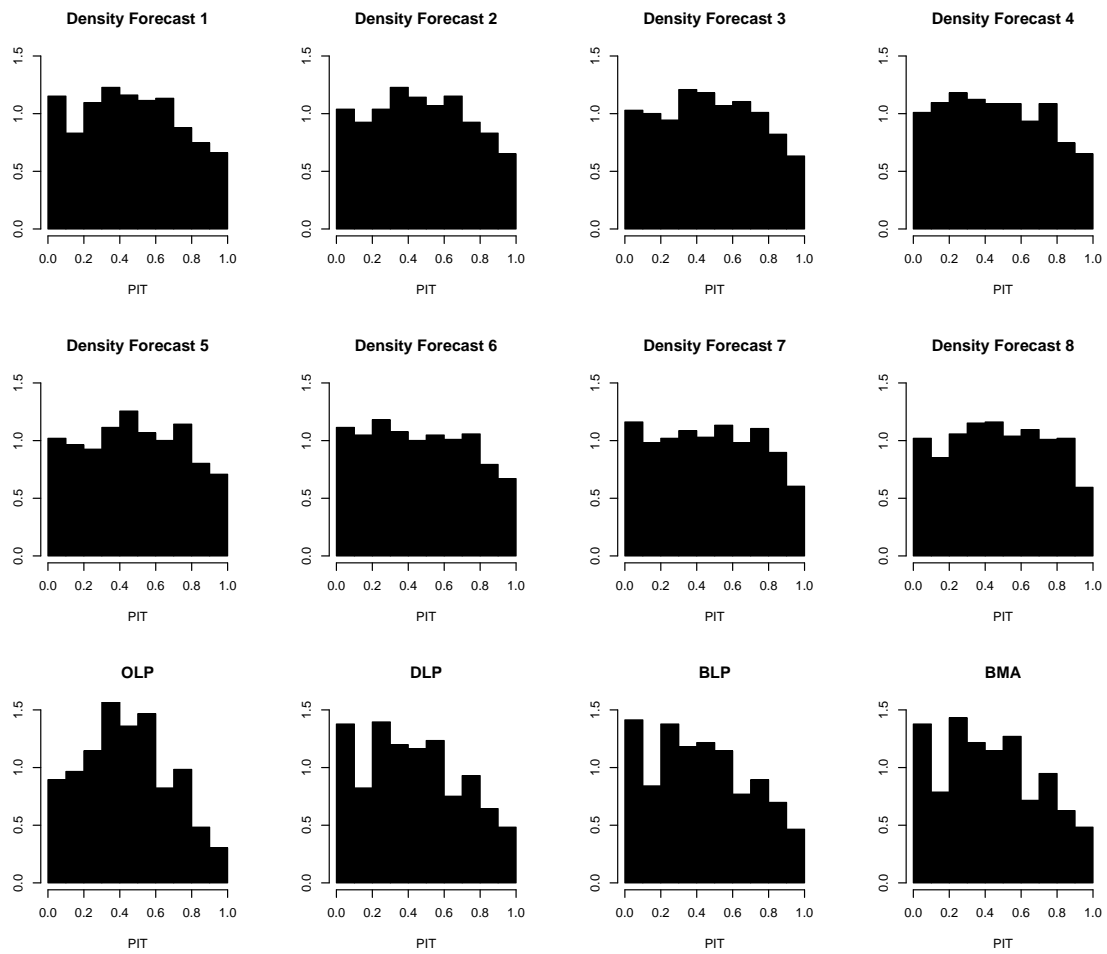 Density Forecast 1
0.0 0.5 1.0 1.5
0.0 0.2 0.4 0.6 0.8 1.0
PIT
Density Forecast 2
0.0 0.5 1.0 1.5
0.0 0.2 0.4 0.6 0.8 1.0
PIT
Density Forecast 3
0.0 0.5 1.0 1.5
0.0 0.2 0.4 0.6 0.8 1.0
PIT
Density Forecast 4
0.0 0.5 1.0 1.5
0.0 0.2 0.4 0.6 0.8 1.0
PIT
Density Forecast 5
0.0 0.5 1.0 1.5
0.0 0.2 0.4 0.6 0.8 1.0
PIT
Density Forecast 6
0.0 0.5 1.0 1.5
0.0 0.2 0.4 0.6 0.8 1.0
PIT
Density Forecast 7
0.0 0.5 1.0 1.5
0.0 0.2 0.4 0.6 0.8 1.0
PIT
Density Forecast 8
0.0 0.5 1.0 1.5
0.0 0.2 0.4 0.6 0.8 1.0
PIT
OLP
0.0 0.5 1.0 1.5
0.0 0.2 0.4 0.6 0.8 1.0
PIT
DLP
0.0 0.5 1.0 1.5
0.0 0.2 0.4 0.6 0.8 1.0
PIT
BLP
0.0 0.5 1.0 1.5
0.0 0.2 0.4 0.6 0.8 1.0
PIT
BMA
0.0 0.5 1.0 1.5
0.0 0.2 0.4 0.6 0.8 1.0
PIT